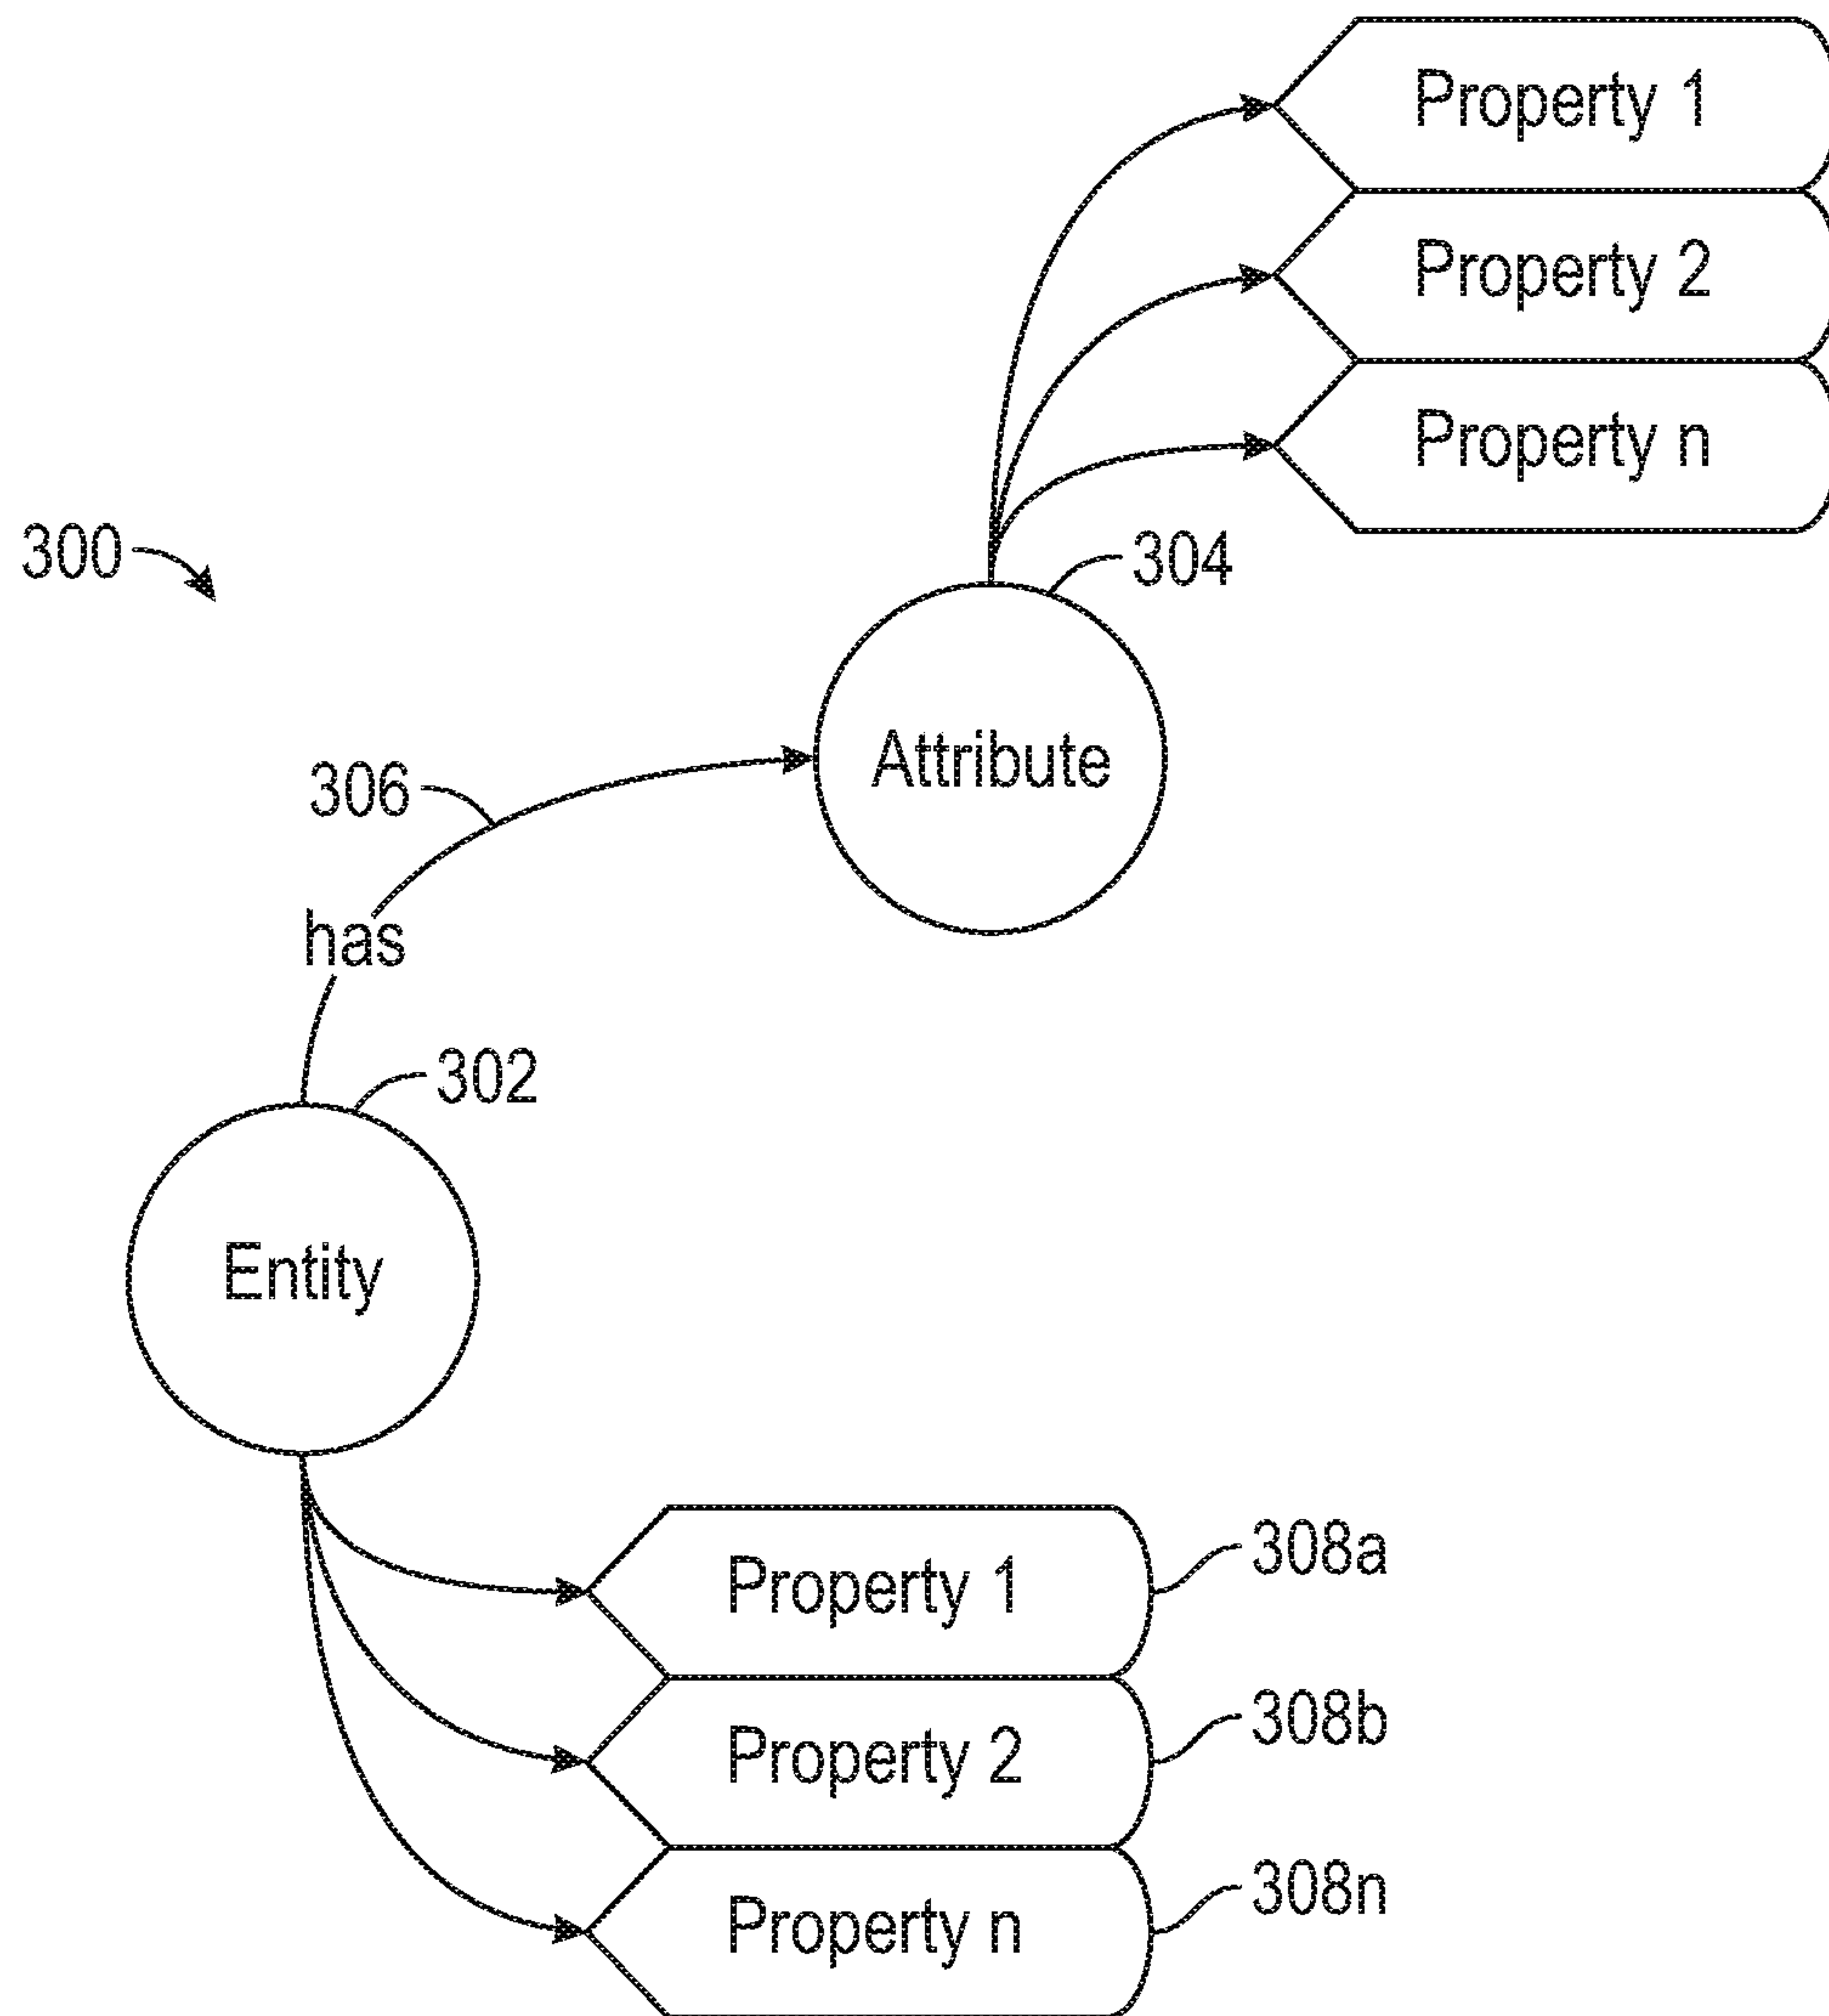 Property 1
Property 2
Property n
300
304
Attribute
306
has
302
Entity
Property 1
308a
Property 2
308b
Property n
308n